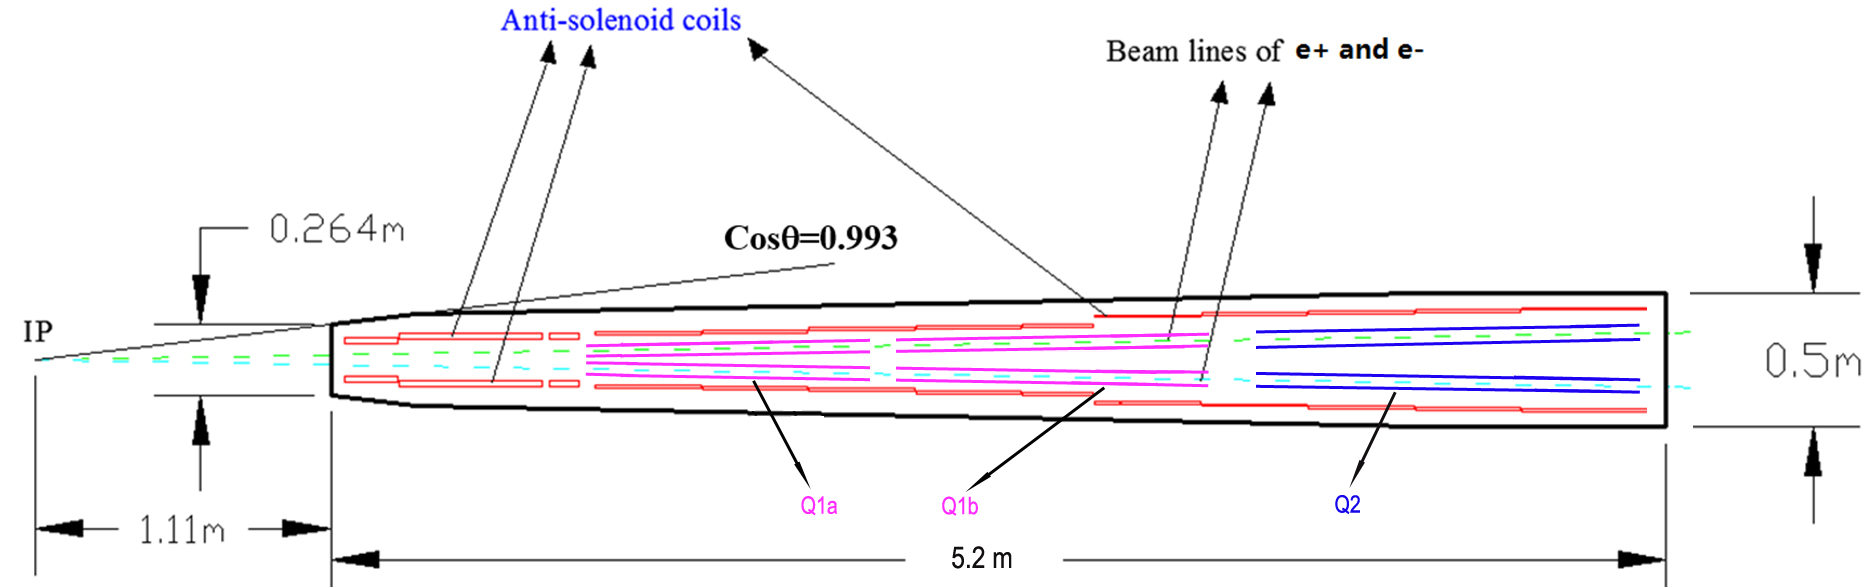 Anti-solenoid coils
Beam lines of e+ and e-
0.264m
Cosθ=0.993
IP
0.5m
Q1a
Q1b
Q2
1.11m
5.2 m